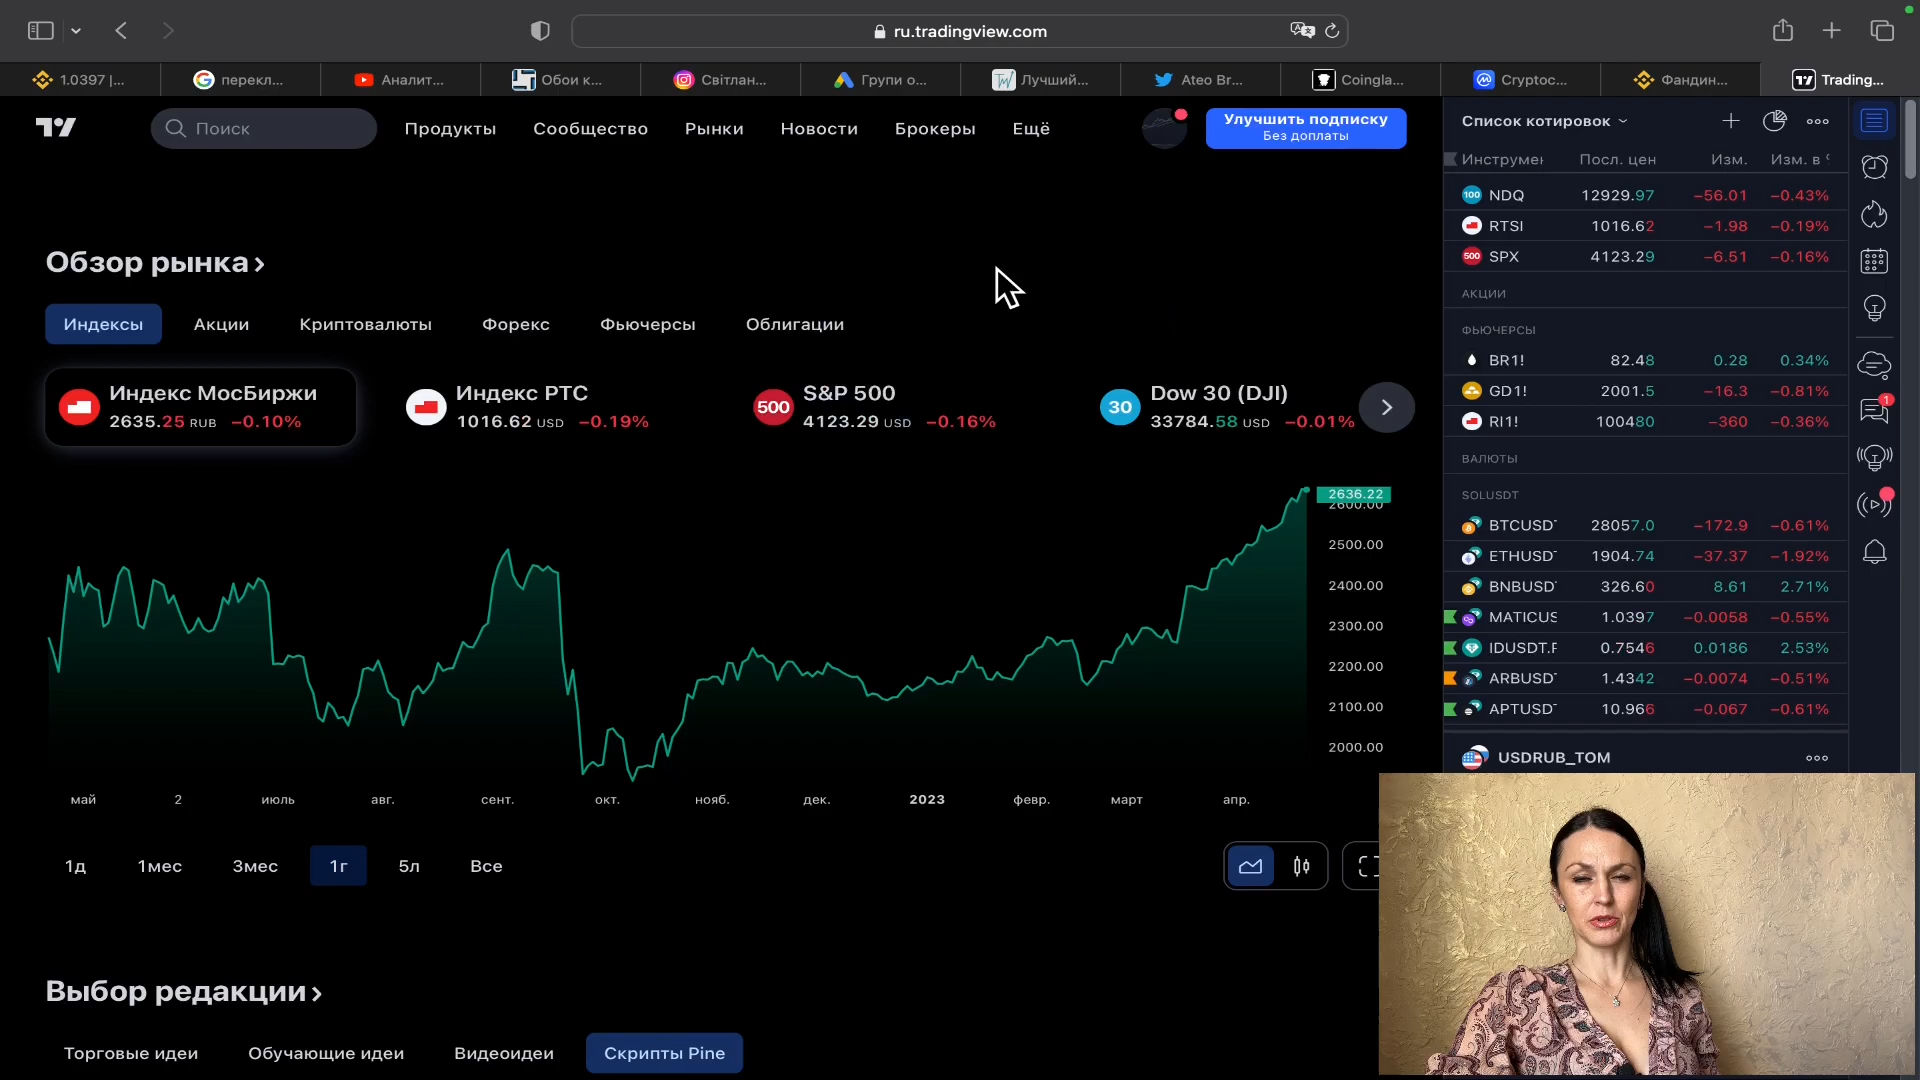 ru.tradingview.com
1.0397 |...
перекл...
Аналит...
Обои к...
Світлан...
Групи о...
Лучший...
Ateo Br...
Coingla...
Cryptoc...
Фандин...
Trading...
Поиск
Продукты
Сообщество
Рынки
Новости
Брокеры
Ещё
Улучшить подписку
Без доплаты
Обзор рынка
Индексы
Акции
Криптовалюты
Форекс
Фьючерсы
Облигации
Индекс МосБиржи
2635.25 RUB −0.10%
Индекс РТС
1016.62 USD −0.19%
500
S&P 500
4123.29 USD −0.16%
30
Dow 30 (DJI)
33784.58 USD −0.01%
2636.22
2600.00
2500.00
2400.00
2300.00
2200.00
2100.00
2000.00
май 2 июль авг. сент. окт. нояб. дек. 2023 февр. март апр.
1д 1мес 3мес 1г 5л Все
Выбор редакции
Торговые идеи
Обучающие идеи
Видеоидеи
Скрипты Pine
Список котировок
Инструмен Посл. цен Изм. Изм. в
100 NDQ 12929.97 −56.01 −0.43%
RTSI 1016.62 −1.98 −0.19%
500 SPX 4123.29 −6.51 −0.16%
АКЦИИ
ФЬЮЧЕРСЫ
BR1! 82.48 0.28 0.34%
GD1! 2001.5 −16.3 −0.81%
RI1! 100480 −360 −0.36%
ВАЛЮТЫ
SOLUSDT
BTCUSDT 28057.0 −172.9 −0.61%
ETHUSDT 1904.74 −37.37 −1.92%
BNBUSDT 326.60 8.61 2.71%
MATICUS 1.0397 −0.0058 −0.55%
IDUSDT.P 0.7546 0.0186 2.53%
ARBUSDT 1.4342 −0.0074 −0.51%
APTUSDT 10.966 −0.067 −0.61%
USDRUB_TOM
1